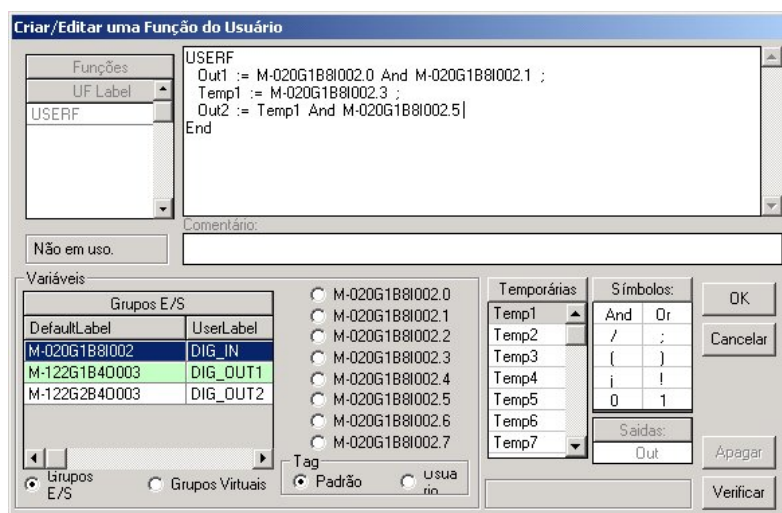 Criar/Editar uma Função do Usuário
Funções
UF Label
USERF
Não em uso.
USERF
Out1 := M-020G1B8I002.0 And M-020G1B8I002.1 ;
Temp1 := M-020G1B8I002.3 ;
Out2 := Temp1 And M-020G1B8I002.5
End
Comentário:
Variáveis
Grupos E/S
DefaultLabel UserLabel
M-020G1B8I002 DIG_IN
M-122G1B4O003 DIG_OUT1
M-122G2B4O003 DIG_OUT2
Grupos E/S
Grupos Virtuais
M-020G1B8I002.0
M-020G1B8I002.1
M-020G1B8I002.2
M-020G1B8I002.3
M-020G1B8I002.4
M-020G1B8I002.5
M-020G1B8I002.6
M-020G1B8I002.7
Tag
Padrão
Usua
rio
Temporárias
Temp1
Temp2
Temp3
Temp4
Temp5
Temp6
Temp7
Símbolos:
And Or
/ ;
( )
¡ !
0 1
Saidas:
Out
OK
Cancelar
Apagar
Verificar